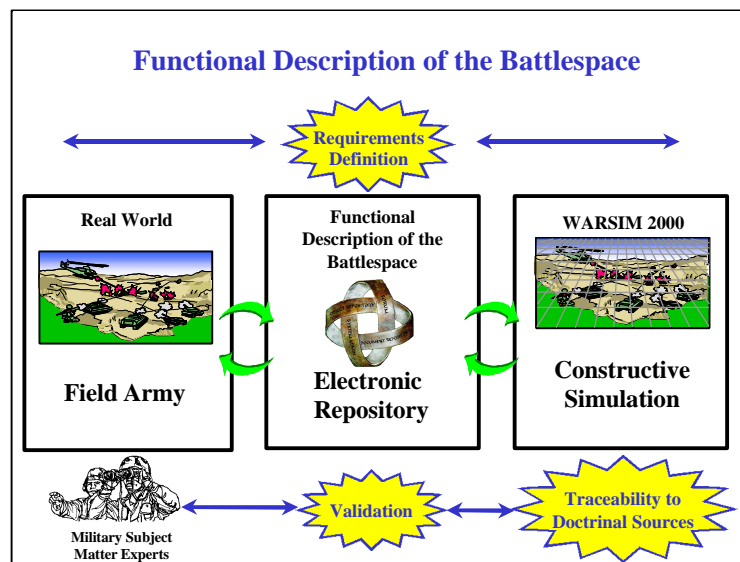 Functional Description of the Battlespace
Requirements
Definition
Real World
Field Army
Functional
Description of the
Battlespace
Electronic
Repository
WARSIM 2000
Constructive
Simulation
Military Subject
Matter Experts
Validation
Traceability to
Doctrinal Sources